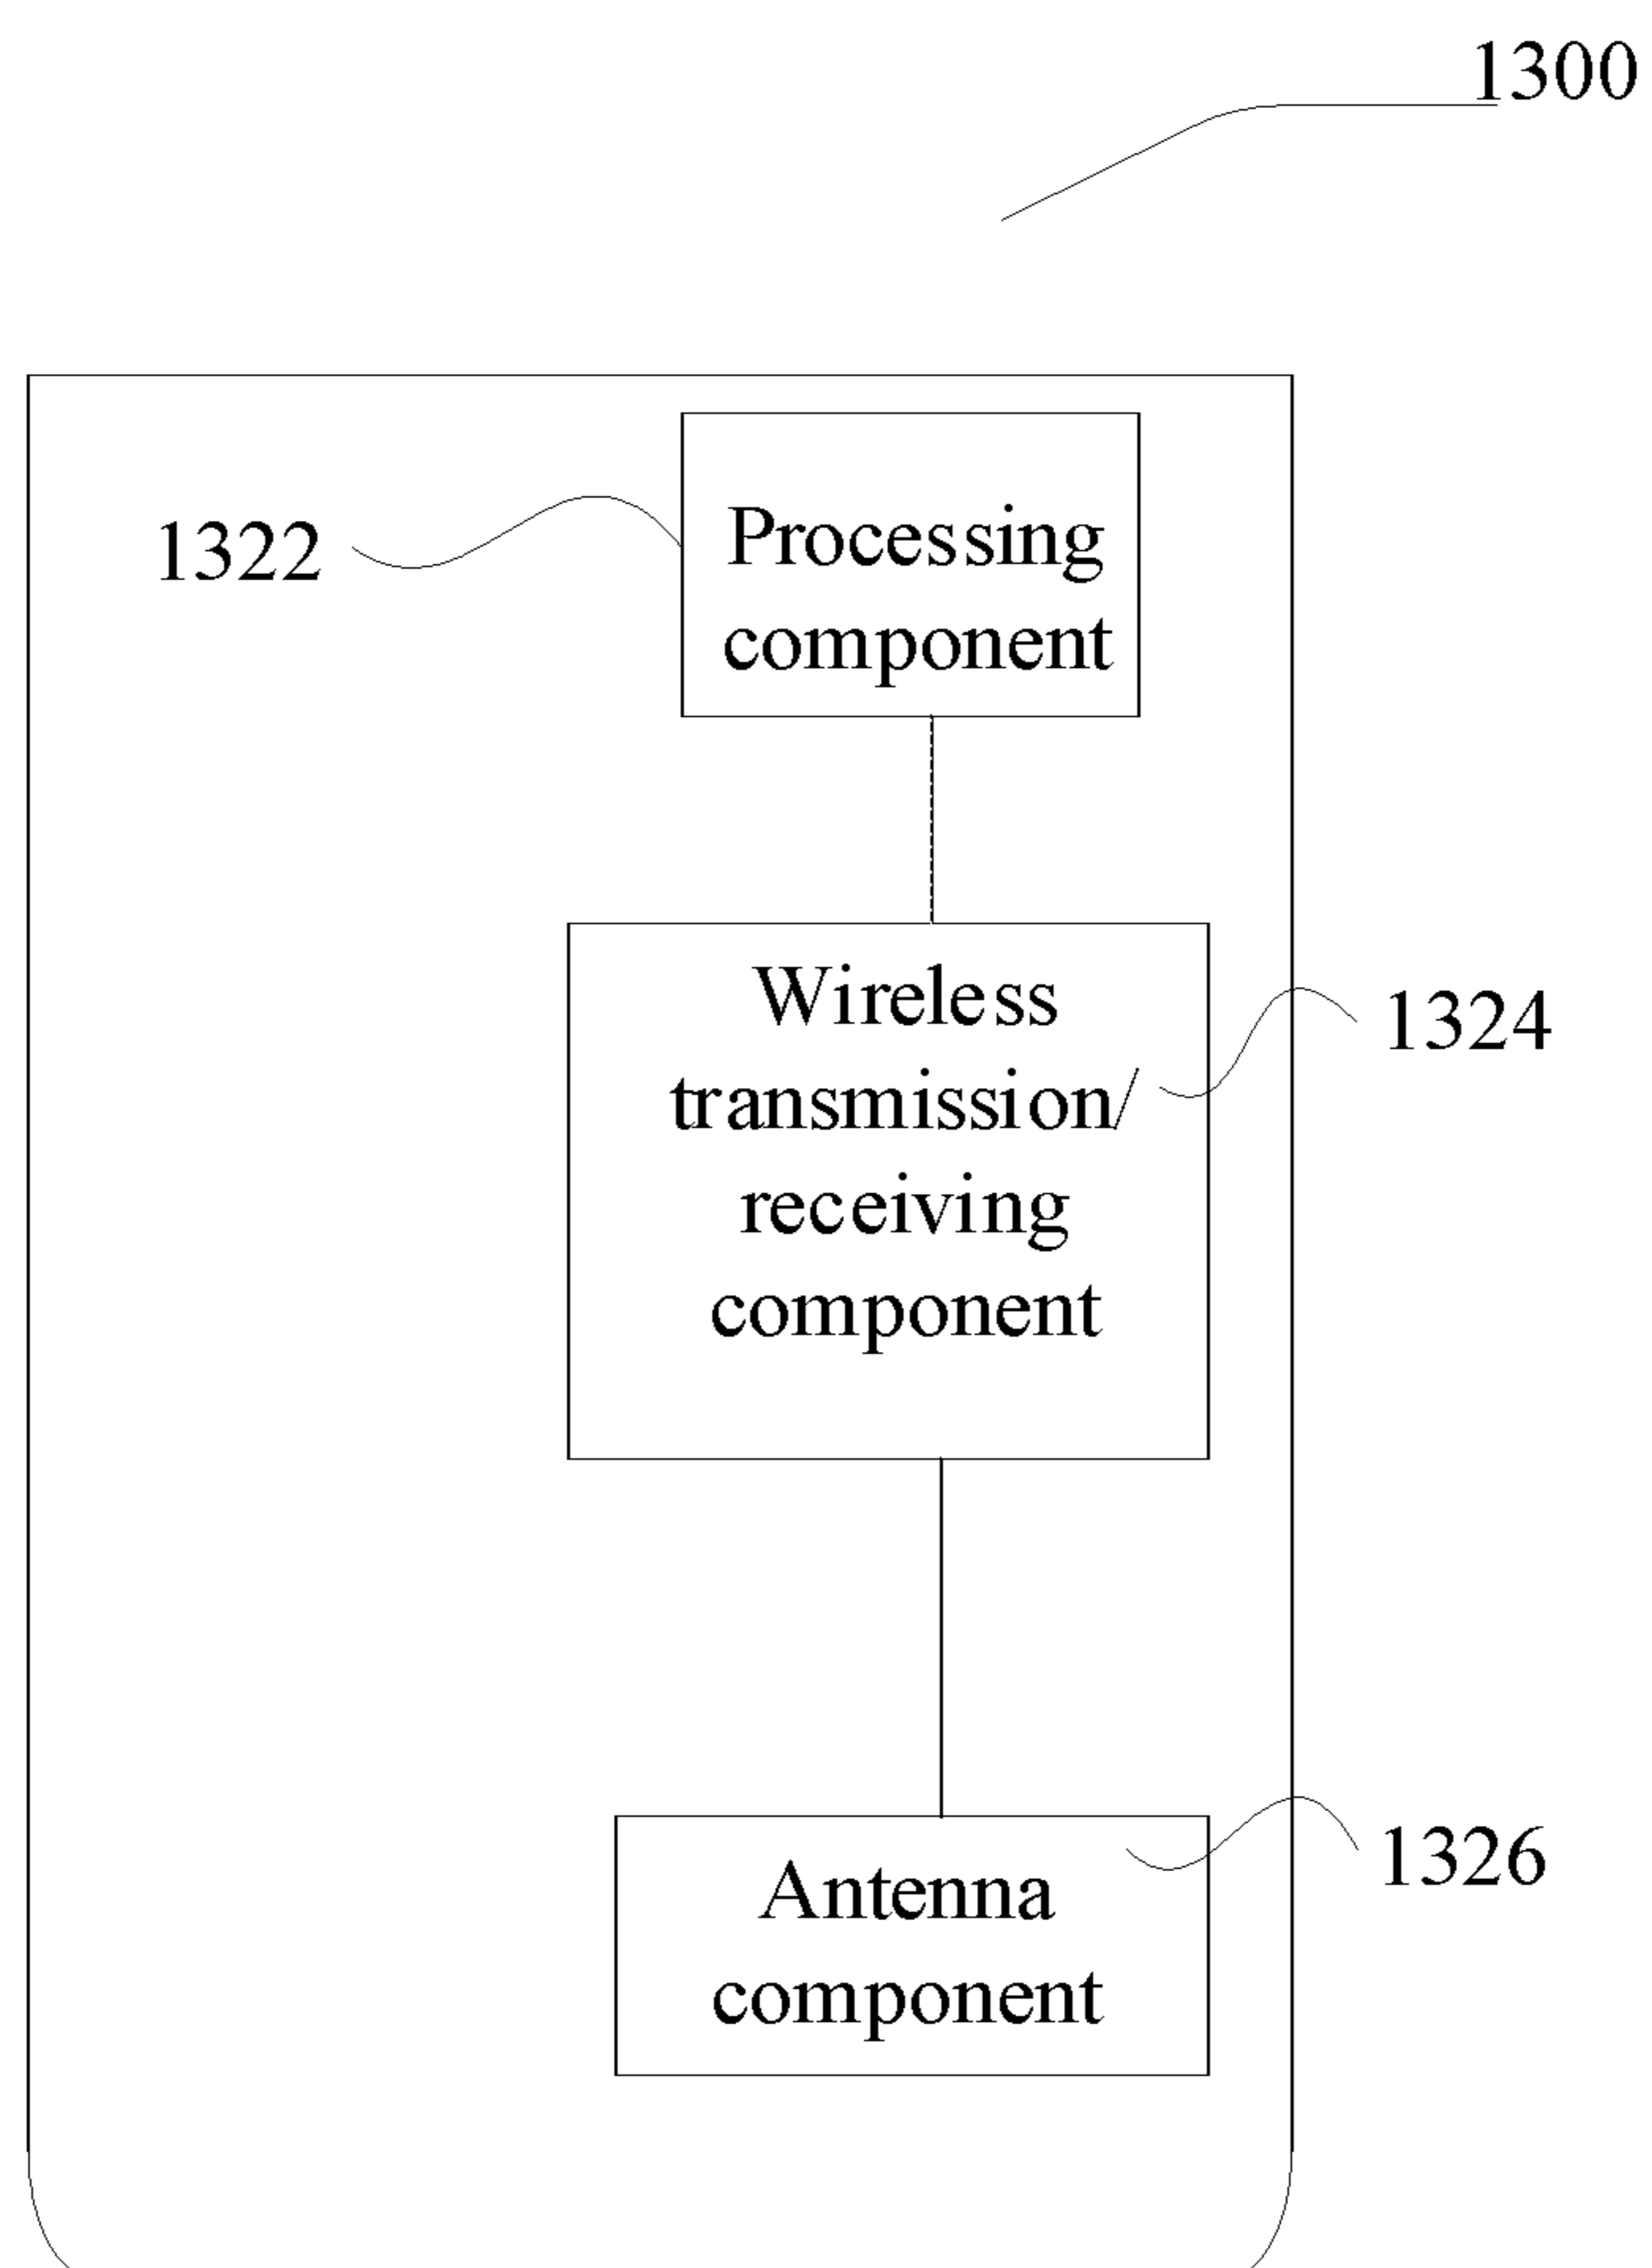 1300
1322
Processing
component
Wireless
transmission/
receiving
component
1324
Antenna
component
1326